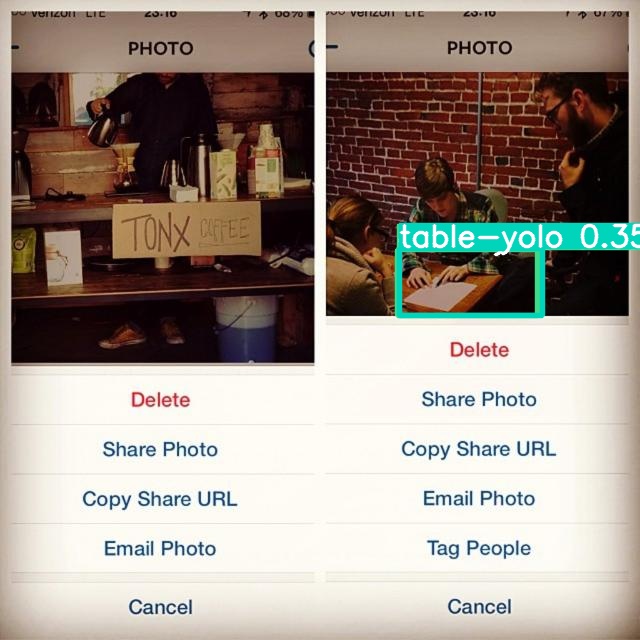 Verizon LTE 23:16 68%
PHOTO
TONX COFFEE
Delete
Share Photo
Copy Share URL
Email Photo
Cancel
Verizon LTE 23:16 67%
PHOTO
table-yolo 0.35
Delete
Share Photo
Copy Share URL
Email Photo
Tag People
Cancel